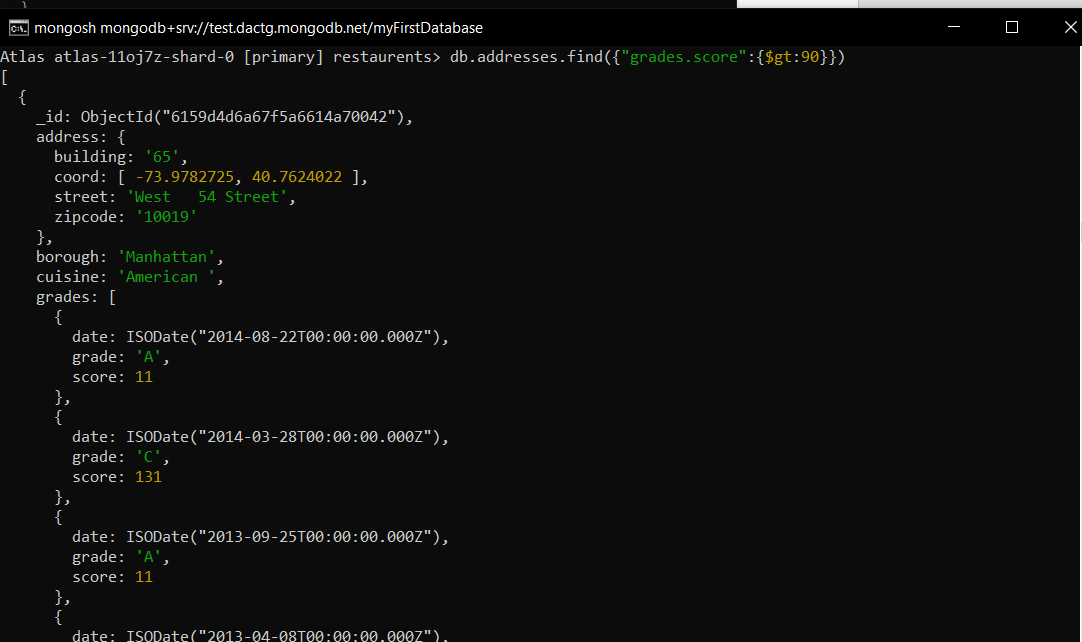 mongosh mongodb+srv://test.dactg.mongodb.net/myFirstDatabase
Atlas atlas-11oj7z-shard-0 [primary] restaurents> db.addresses.find({"grades.score":{$gt:90}})
[
  {
    _id: ObjectId("6159d4d6a67f5a6614a70042"),
    address: {
      building: '65',
      coord: [ -73.9782725, 40.7624022 ],
      street: 'West   54 Street',
      zipcode: '10019'
    },
    borough: 'Manhattan',
    cuisine: 'American ',
    grades: [
      {
        date: ISODate("2014-08-22T00:00:00.000Z"),
        grade: 'A',
        score: 11
      },
      {
        date: ISODate("2014-03-28T00:00:00.000Z"),
        grade: 'C',
        score: 131
      },
      {
        date: ISODate("2013-09-25T00:00:00.000Z"),
        grade: 'A',
        score: 11
      },
      {
        date: ISODate("2013-04-08T00:00:00.000Z"),